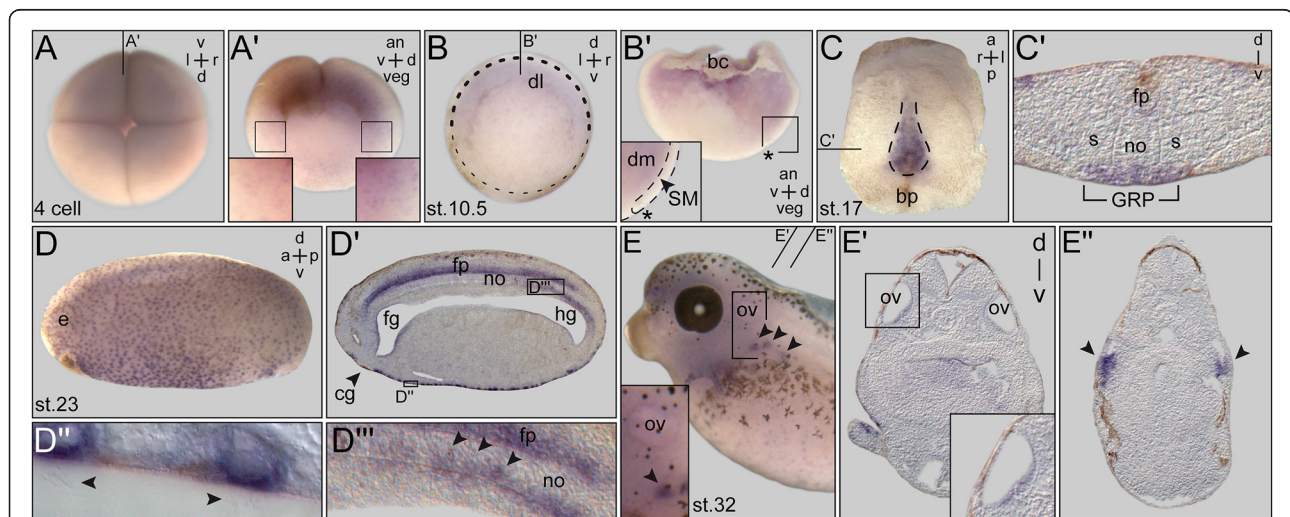 A
A'
v
l + r
d
4 cell
A'
an
v + d
veg
B
B'
d
l + r
v
dl
st.10.5
B'
bc
dm
SM
*
*
an
v + d
veg
C
a
r + l
p
C'
bp
st.17
C'
d
v
fp
s
no
s
GRP
D
d
a + p
v
e
st.23
D'
fp
no
D'''
fg
hg
cg
D''
E
E'
E''
ov
ov
st.32
E'
d
v
ov
ov
E''
D''
D'''
fp
no